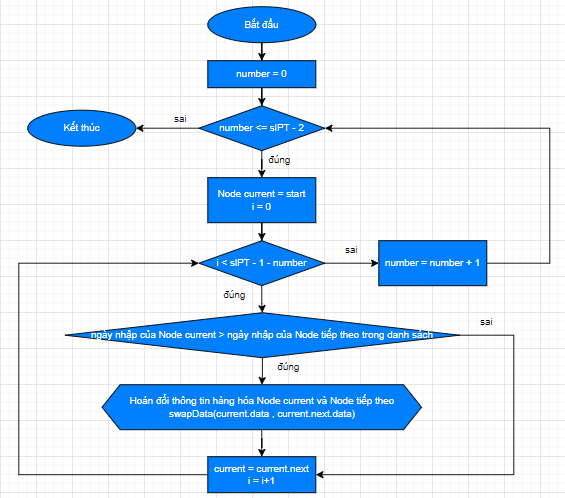 Bắt đầu
number = 0
sai
Kết thúc
number <= sIPT - 2
đúng
Node current = start
i = 0
sai
i < sIPT - 1 - number
number = number + 1
đúng
sai
ngày nhập của Node current > ngày nhập của Node tiếp theo trong danh sách
đúng
Hoán đổi thông tin hàng hóa Node current và Node tiếp theo
swapData(current.data , current.next.data)
current = current.next
i = i+1